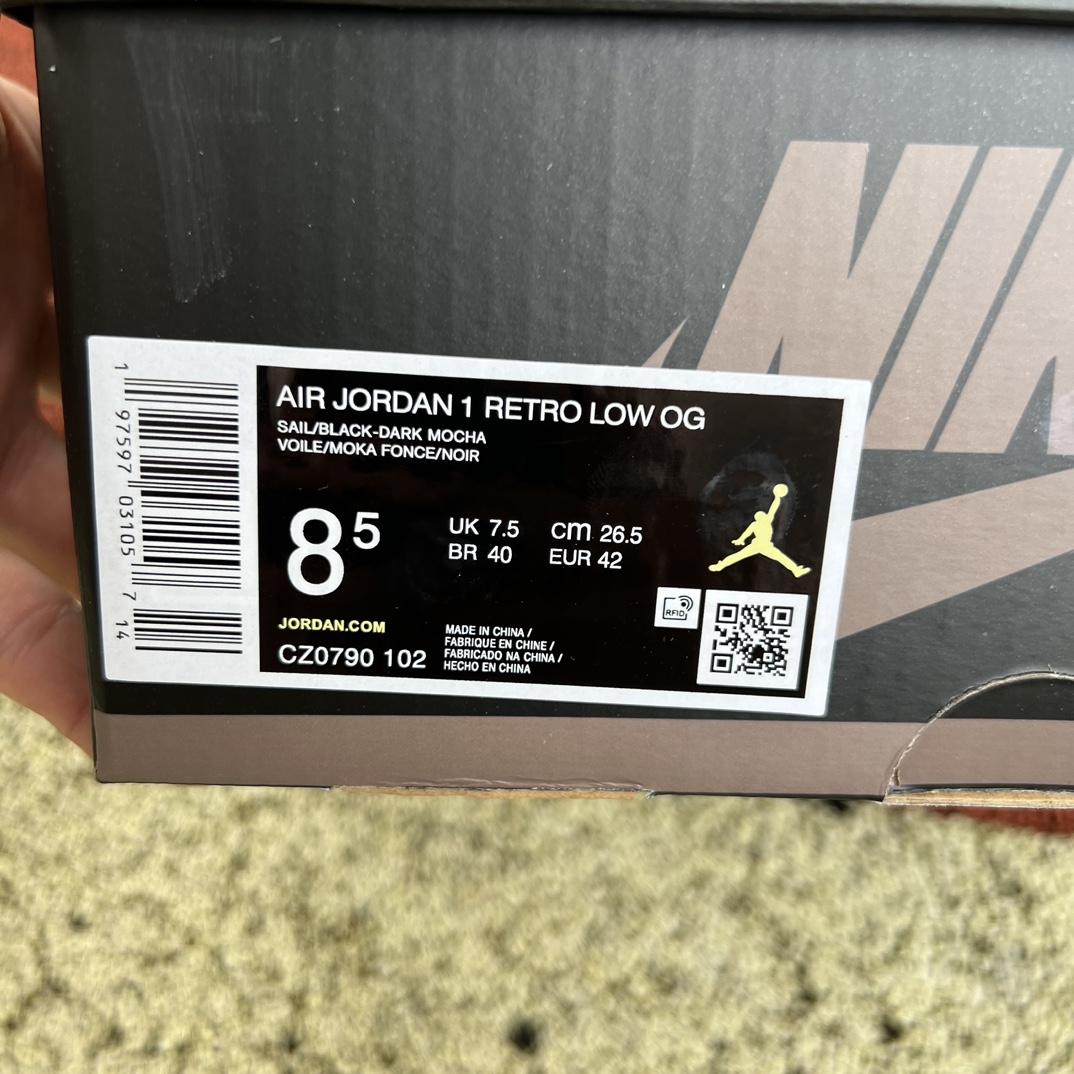 NIK
AIR JORDAN 1 RETRO LOW OG
SAIL/BLACK-DARK MOCHA
VOILE/MOKA FONCE/NOIR
8 5
UK 7.5 cm 26.5
BR 40 EUR 42
RFID
JORDAN.COM
CZ0790 102
MADE IN CHINA /
FABRIQUE EN CHINE /
FABRICADO NA CHINA /
HECHO EN CHINA
1 97597 03105 7 14